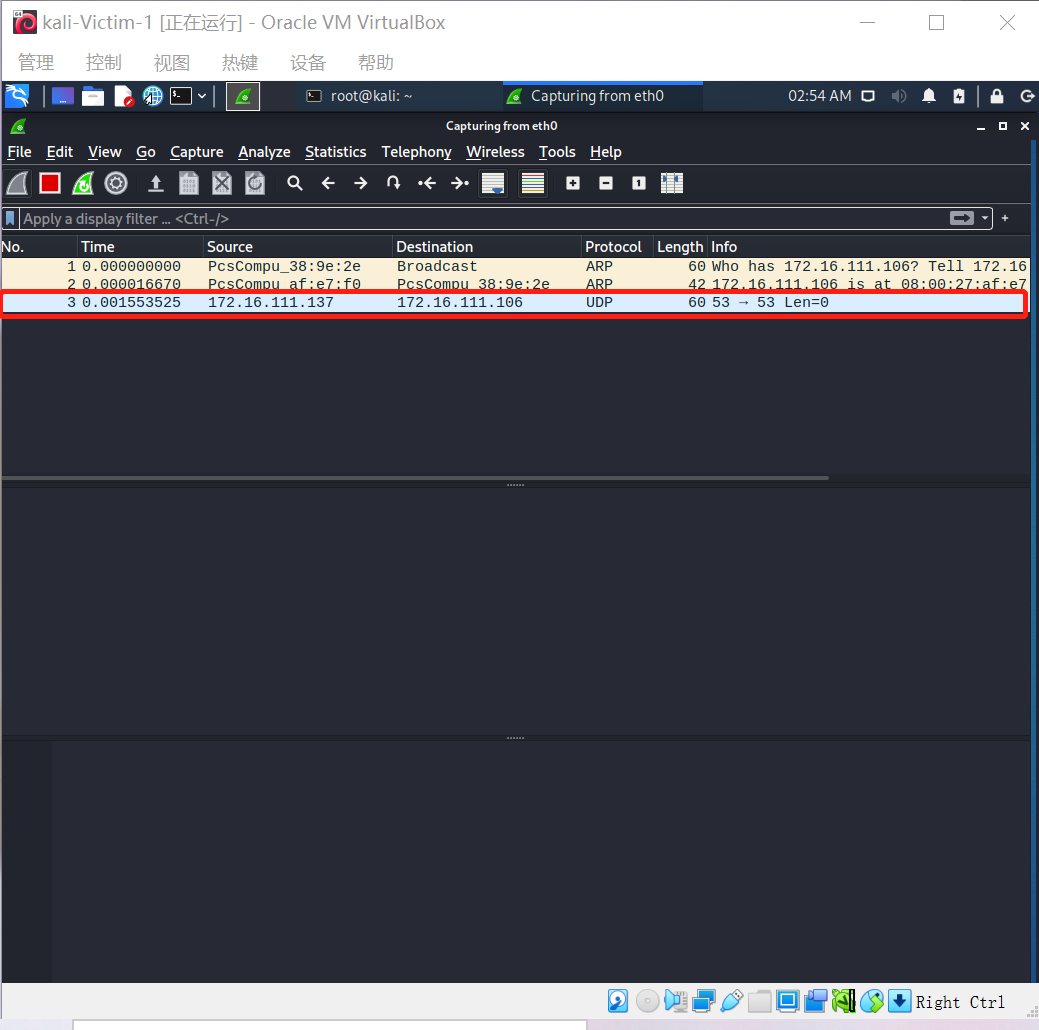 kali-Victim-1 [正在运行] - Oracle VM VirtualBox
管理 控制 视图 热键 设备 帮助
root@kali: ~ Capturing from eth0 02:54 AM
Capturing from eth0
File Edit View Go Capture Analyze Statistics Telephony Wireless Tools Help
Apply a display filter ... <Ctrl-/>
No. Time Source Destination Protocol Length Info
1 0.000000000 PcsCompu_38:9e:2e Broadcast ARP 60 Who has 172.16.111.106? Tell 172.16
2 0.000016670 PcsCompu_af:e7:f0 PcsCompu_38:9e:2e ARP 42 172.16.111.106 is at 08:00:27:af:e7
3 0.001553525 172.16.111.137 172.16.111.106 UDP 60 53 → 53 Len=0
Right Ctrl